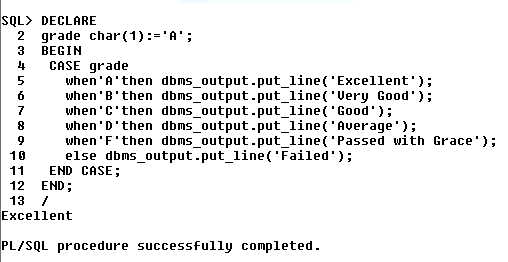 SQL> DECLARE
2 grade char(1):='A';
3 BEGIN
4 CASE grade
5 when'A'then dbms_output.put_line('Excellent');
6 when'B'then dbms_output.put_line('Very Good');
7 when'C'then dbms_output.put_line('Good');
8 when'D'then dbms_output.put_line('Average');
9 when'F'then dbms_output.put_line('Passed with Grace');
10 else dbms_output.put_line('Failed');
11 END CASE;
12 END;
13 /
Excellent
PL/SQL procedure successfully completed.